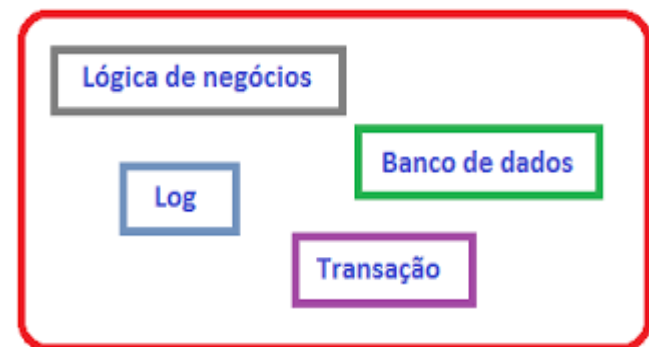 Lógica de negócios
Banco de dados
Log
Transação